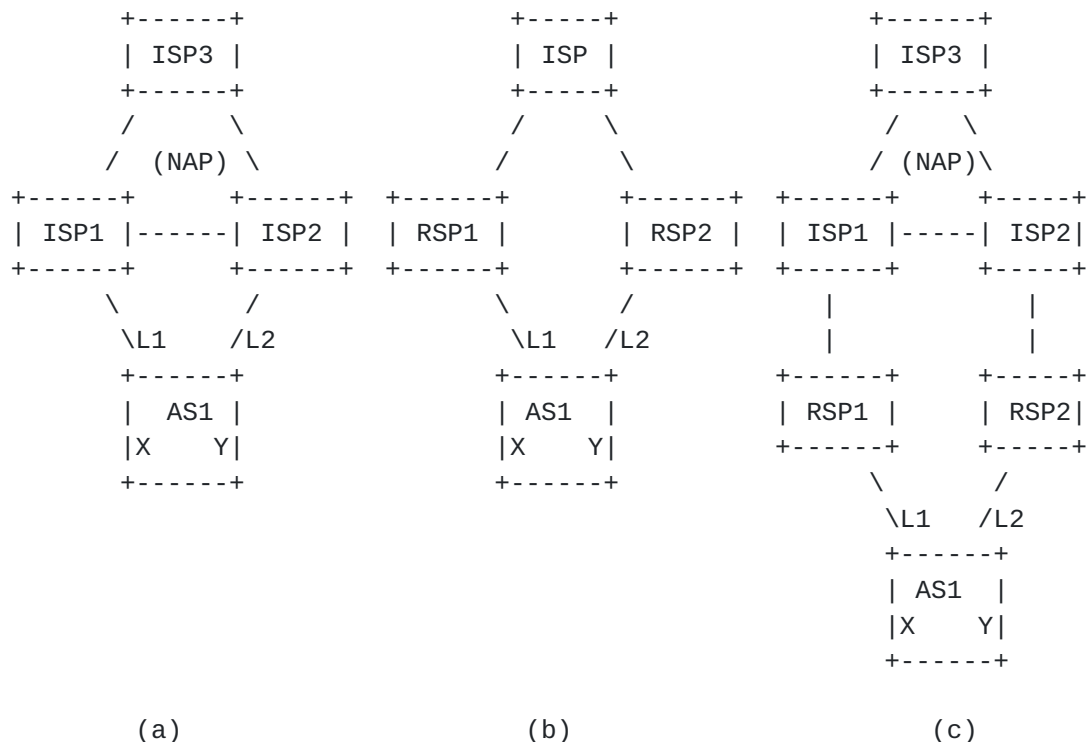 +------+                +-----+               +------+
       | ISP3 |                | ISP |               | ISP3 |
       +------+                +-----+               +------+
       /      \                /     \                /    \
      /  (NAP) \              /       \              / (NAP)\
+------+      +------+  +------+       +------+  +------+     +-----+
| ISP1 |------| ISP2 |  | RSP1 |       | RSP2 |  | ISP1 |-----| ISP2|
+------+      +------+  +------+       +------+  +------+     +-----+
      \        /               \       /            |            |
       \L1    /L2               \L1   /L2           |            |
       +------+                +------+          +------+     +-----+
       |  AS1 |                | AS1  |          | RSP1 |     | RSP2|
       |X    Y|                |X    Y|          +------+     +-----+
       +------+                +------+                \       /
                                                        \L1   /L2
                                                        +------+
                                                        | AS1  |
                                                        |X    Y|
                                                        +------+
        (a)                      (b)                       (c)